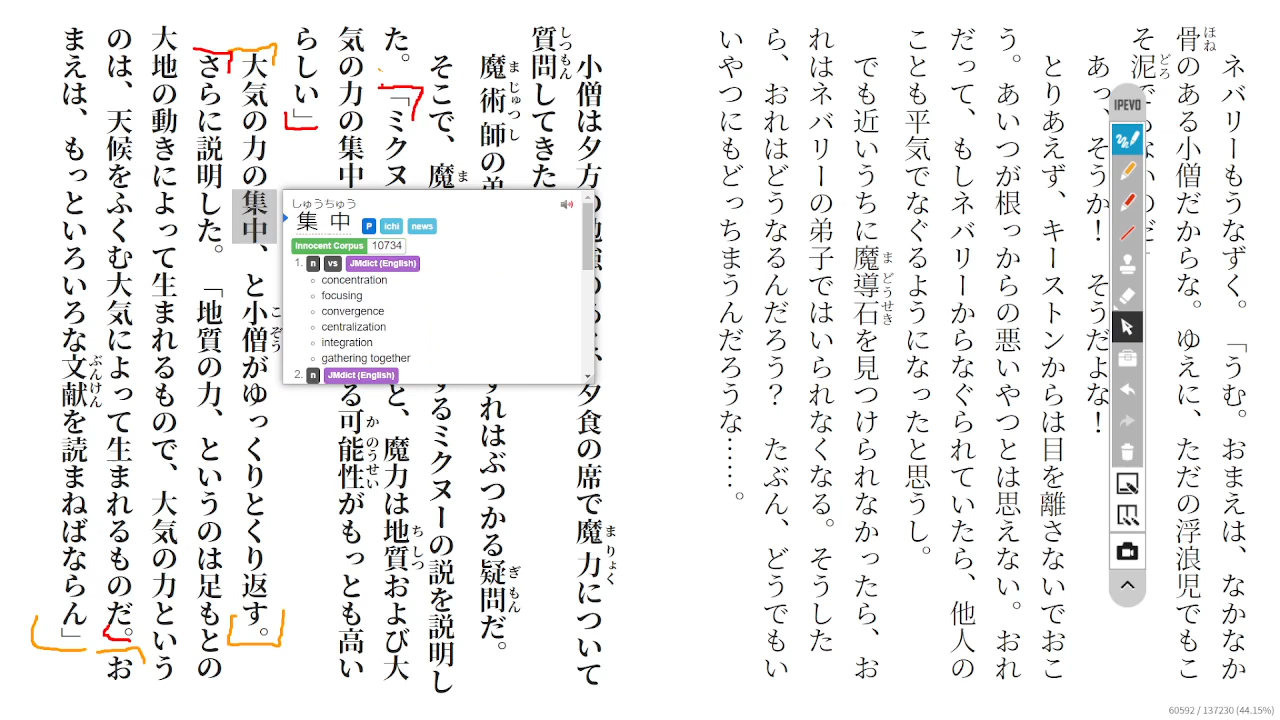 ネバリーもうなずく。「うむ。おまえは、なかなか
骨のある小僧だからな。ゆえに、ただの浮浪児でもこ
そ泥で ないのだ」
あっ、そうか！　そうだよな！
とりあえず、キーストンからは目を離さないでおこ
う。あいつが根っからの悪いやつとは思えない。おれ
だって、もしネバリーからなぐられていたら、他人の
ことも平気でなぐるようになったと思うし。
でも近いうちに魔導石を見つけられなかったら、お
れはネバリーの弟子ではいられなくなる。そうした
ら、おれはどうなるんだろう？　たぶん、どうでもい
いやつにもどっちまうんだろうな……。
小僧は夕方の 夕食の席で魔力について
質問してきた
魔術師の弟 ずれはぶつかる疑問だ。
そこで、魔 するミクヌーの説を説明し
た。「ミクヌ と、魔力は地質および大
気の力の集中 る可能性がもっとも高い
らしい」
大気の力の集中、と小僧がゆっくりとくり返す。
さらに説明した。「地質の力、というのは足もとの
大地の動きによって生まれるもので、大気の力という
のは、天候をふくむ大気によって生まれるものだ。お
まえは、もっといろいろな文献を読まねばならん」
しゅうちゅう
集中 P ichi news
Innocent Corpus 10734
1. n vs JMdict (English)
concentration
focusing
convergence
centralization
integration
gathering together
2. n JMdict (English)
IPEVO
60592 / 137230 (44.15%)